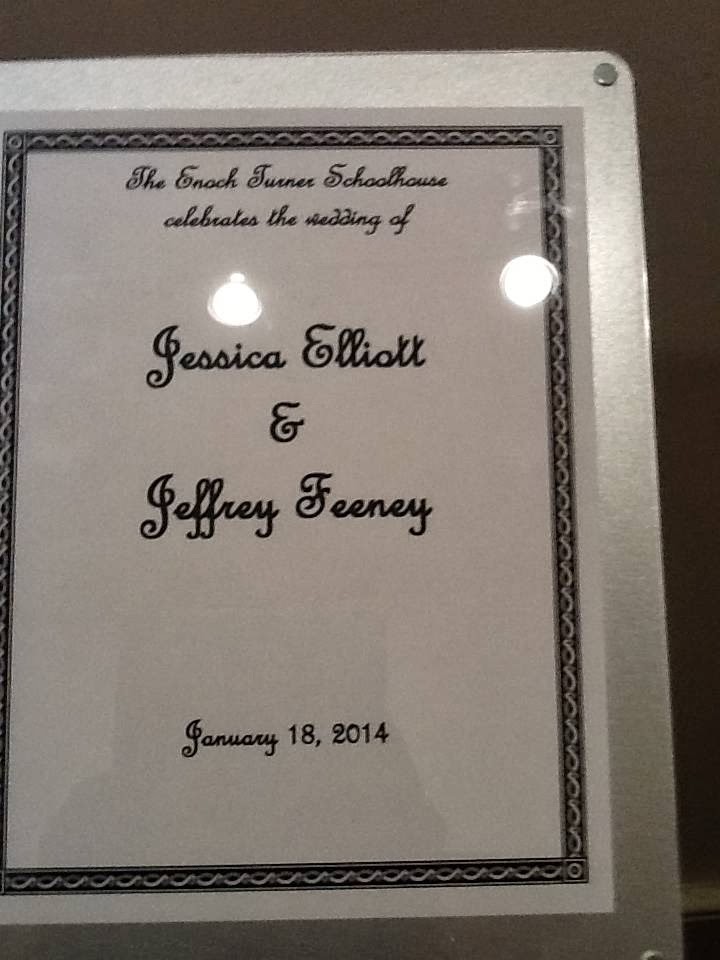 The Enoch Turner Schoolhouse
celebrates the wedding of
Jessica Elliott
&
Jeffrey Feeney
January 18, 2014